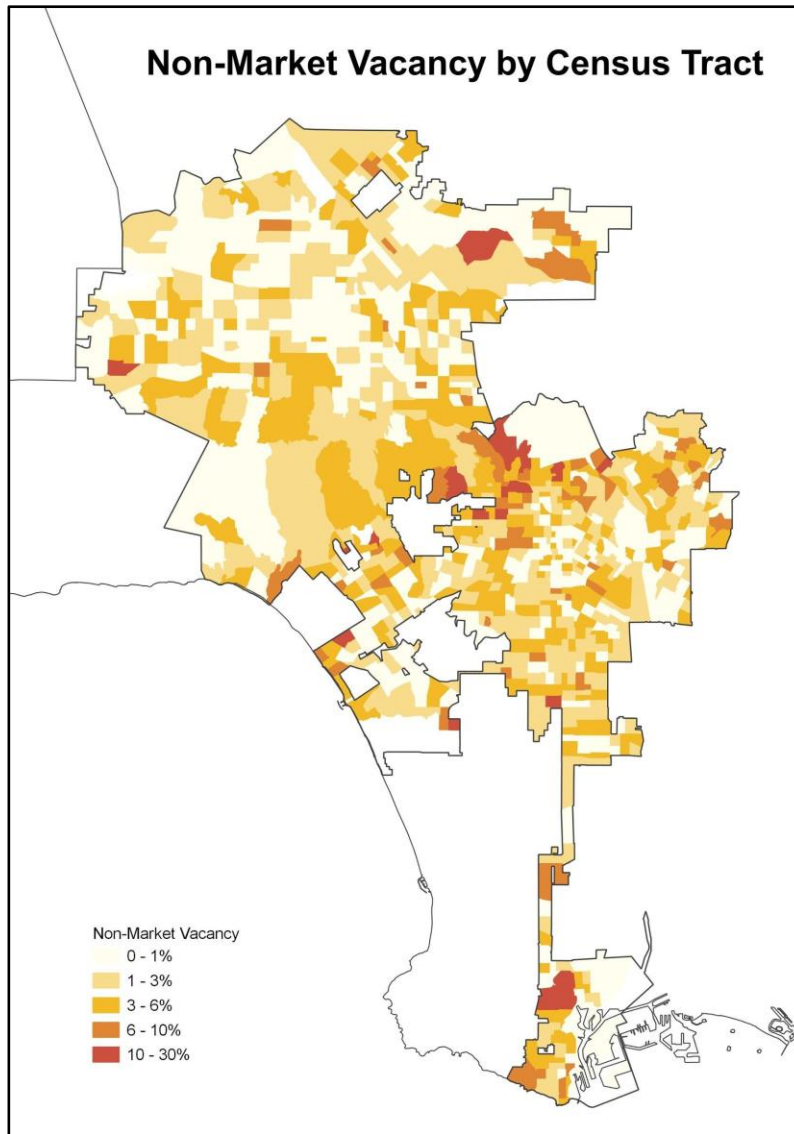 Non-Market Vacancy by Census Tract
Non-Market Vacancy
0 - 1%
1 - 3%
3 - 6%
6 - 10%
10 - 30%